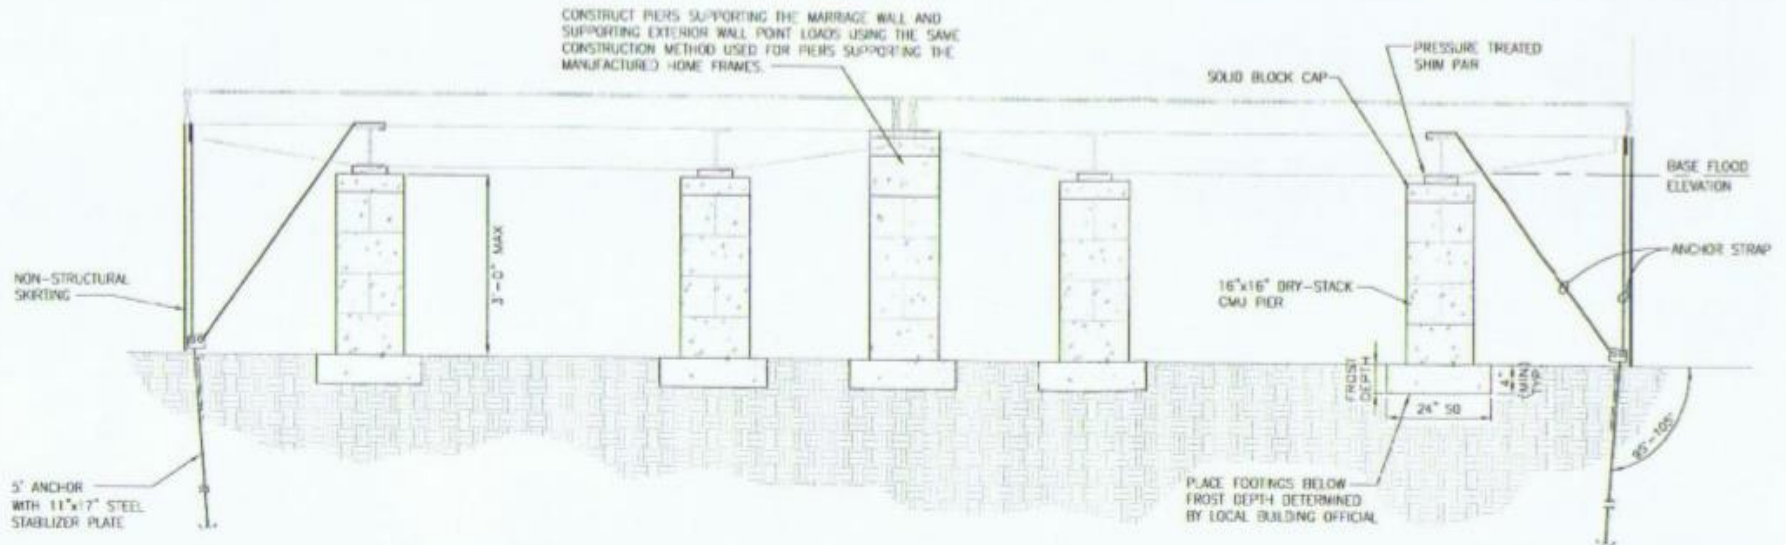 CONSTRUCT PIERS SUPPORTING THE MARRIAGE WALL AND
SUPPORTING EXTERIOR WALL POINT LOADS USING THE SAME
CONSTRUCTION METHOD USED FOR PIERS SUPPORTING THE
MANUFACTURED HOME FRAMES.
PRESSURE TREATED
SHIM PAIR
SOLID BLOCK CAP
BASE FLOOD
ELEVATION
3'-0" MAX
ANCHOR STRAP
NON-STRUCTURAL
SKIRTING
16"x16" DRY-STACK
CMU PIER
FROST
DEPTH
4"
(MIN)
(TYP)
24" SQ
95°-105°
PLACE FOOTINGS BELOW
FROST DEPTH DETERMINED
BY LOCAL BUILDING OFFICIAL
5' ANCHOR
WITH 11"x17" STEEL
STABILIZER PLATE